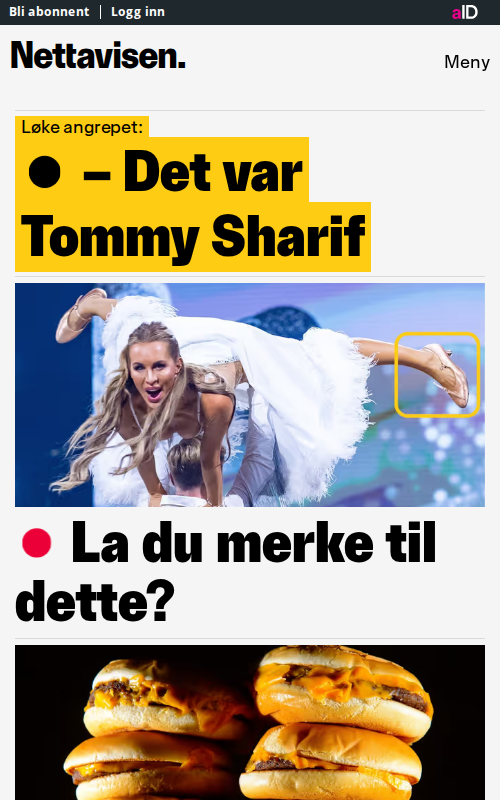 Bli abonnent | Logg inn
aID
Nettavisen.
Meny
Løke angrepet:
● – Det var
Tommy Sharif
● La du merke til
dette?